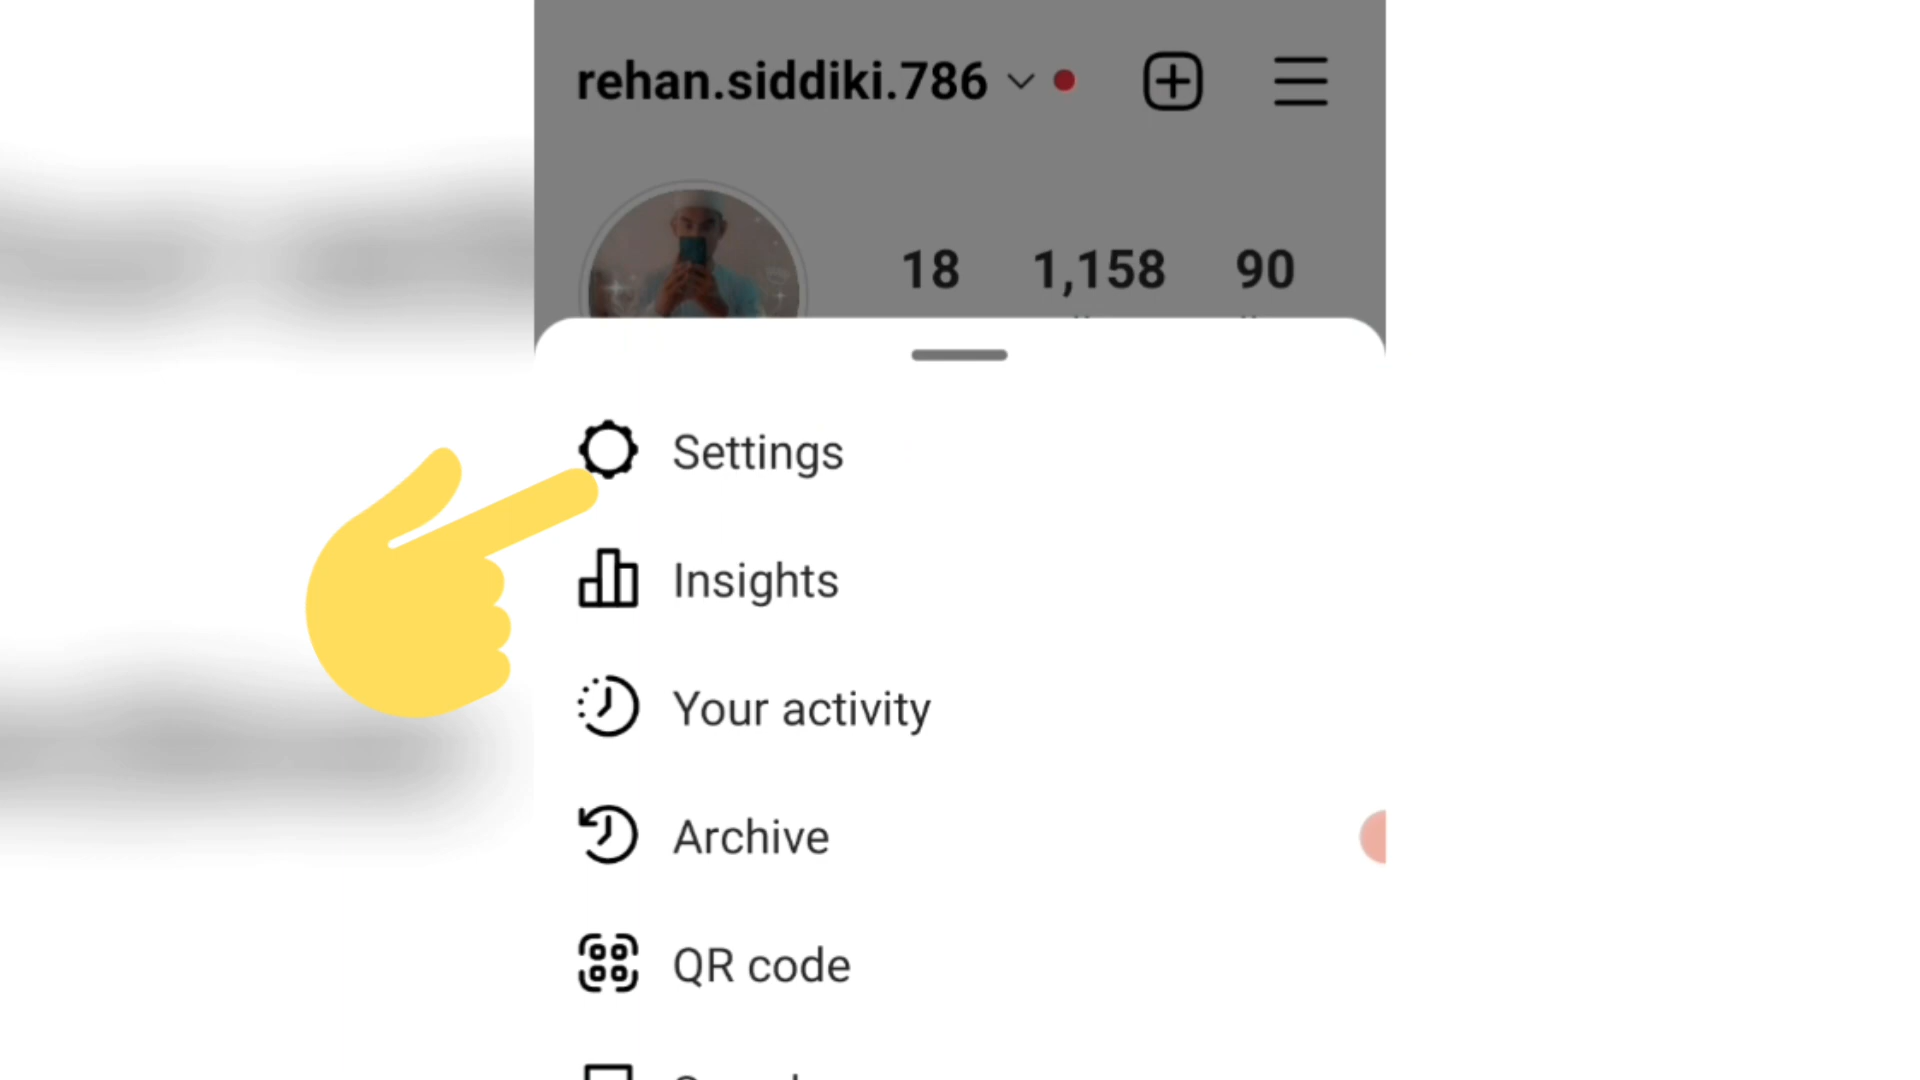 rehan.siddiki.786
18 1,158 90
Settings
Insights
Your activity
Archive
QR code